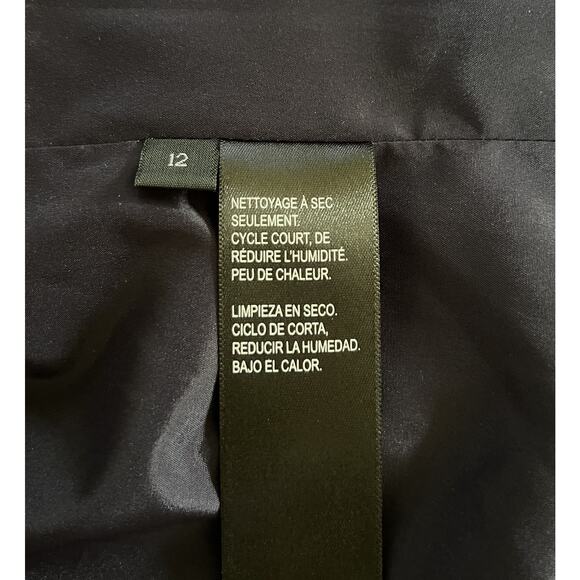 12
NETTOYAGE À SEC
SEULEMENT.
CYCLE COURT, DE
RÉDUIRE L'HUMIDITÉ.
PEU DE CHALEUR.
LIMPIEZA EN SECO.
CICLO DE CORTA,
REDUCIR LA HUMEDAD.
BAJO EL CALOR.